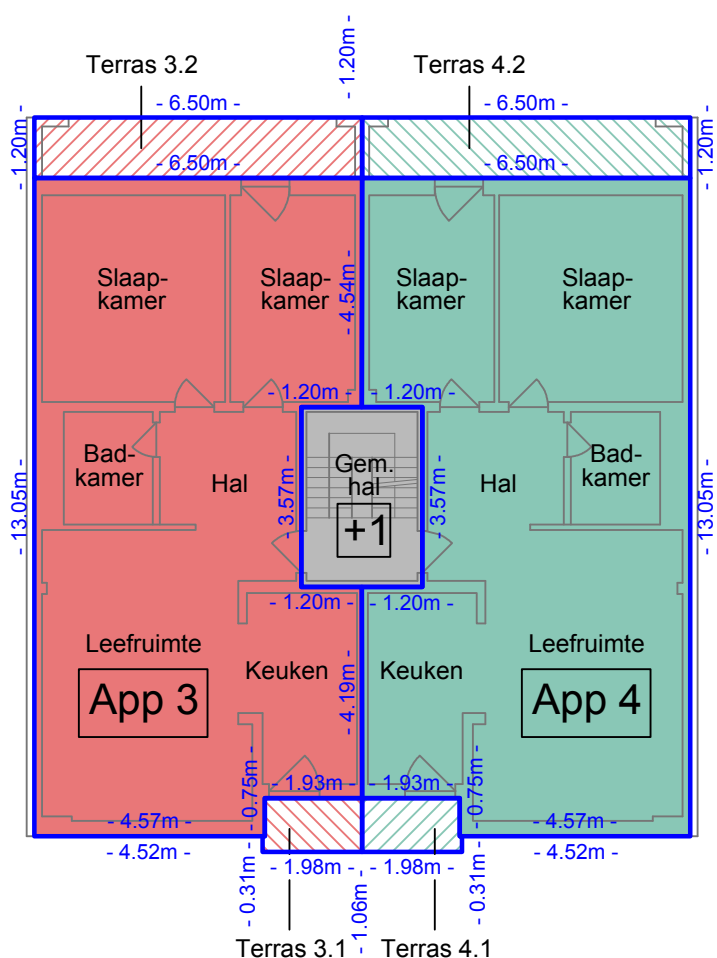 Terras 3.2
- 1.20m -
Terras 4.2
- 6.50m -
- 6.50m -
- 1.20m -
- 6.50m -
- 6.50m -
- 1.20m -
Slaap-
kamer
Slaap-
kamer
- 4.54m -
Slaap-
kamer
Slaap-
kamer
- 1.20m -
- 1.20m -
Bad-
kamer
Hal
Gem.
hal
Hal
Bad-
kamer
- 13.05m -
- 3.57m -
+1
- 3.57m -
- 13.05m -
- 1.20m -
- 1.20m -
Leefruimte
Keuken
- 4.19m -
Keuken
Leefruimte
App 3
App 4
- 0.75m -
- 1.93m -
- 1.93m -
- 0.75m -
- 4.57m -
- 4.57m -
- 4.52m -
- 4.52m -
- 0.31m -
- 1.98m -
- 1.98m -
- 0.31m -
- 1.06m -
Terras 3.1
Terras 4.1